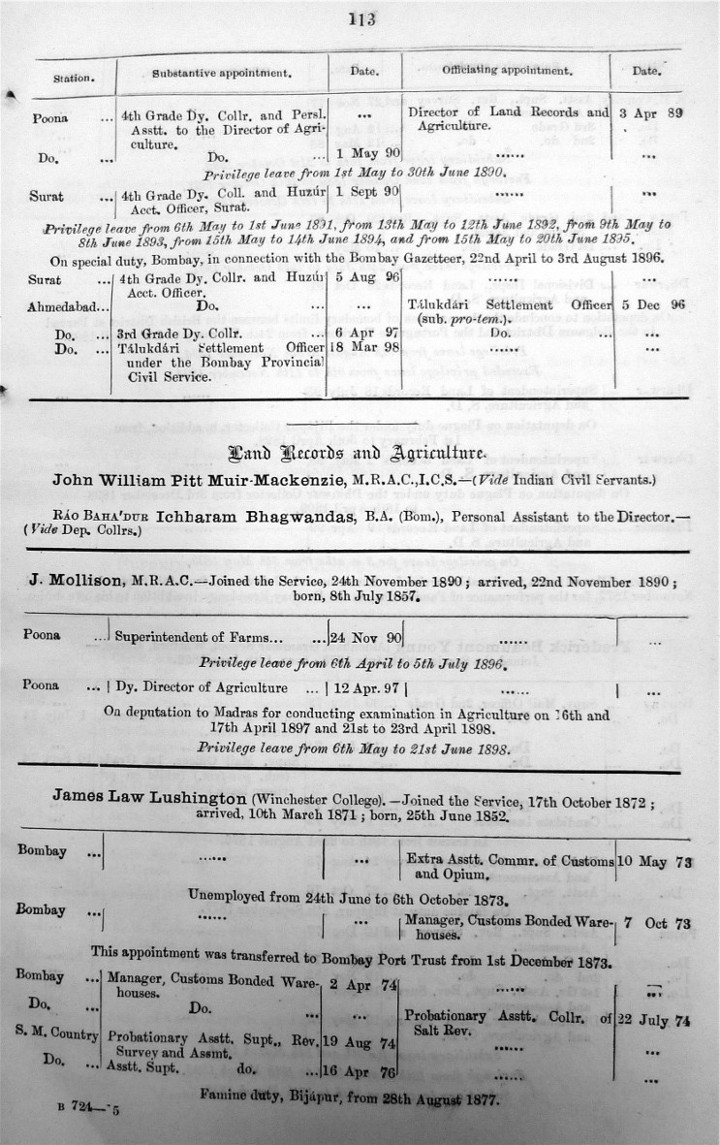 113
Station. Substantive appointment. Date. Officiating appointment. Date.
Poona ... 4th Grade Dy. Collr. and Persl. ... Director of Land Records and 3 Apr 89
Asstt. to the Director of Agri- Agriculture.
culture.
Do. ... Do. ... 1 May 90 ...... ...
Privilege leave from 1st May to 30th June 1890.
Surat ... 4th Grade Dy. Coll. and Huzúr 1 Sept 90 ...... ...
Acct. Officer, Surat.
Privilege leave from 6th May to 1st June 1891, from 13th May to 12th June 1892, from 9th May to
8th June 1893, from 15th May to 14th June 1894, and from 15th May to 20th June 1895.
On special duty, Bombay, in connection with the Bombay Gazetteer, 22nd April to 3rd August 1896.
Surat ... 4th Grade Dy. Collr. and Huzúr 5 Aug 96 ...... ...
Acct. Officer.
Ahmedabad... Do. ... ... Tálukdári Settlement Officer 5 Dec 96
(sub. pro-tem.).
Do. ... 3rd Grade Dy. Collr. ... 6 Apr 97 Do. ... ...
Do. ... Tálukdári Settlement Officer 18 Mar 98 ...... ...
under the Bombay Provincial
Civil Service.
Land Records and Agriculture.
John William Pitt Muir-Mackenzie, M.R.A.C., I.C.S.—(Vide Indian Civil Servants.)
RÁO BAHA'DUR Ichharam Bhagwandas, B.A. (Bom.), Personal Assistant to the Director.—
(Vide Dep. Collrs.)
J. Mollison, M.R.A.C.—Joined the Service, 24th November 1890; arrived, 22nd November 1890;
born, 8th July 1857.
Poona ... Superintendent of Farms... ... 24 Nov 90 ...... ...
Privilege leave from 6th April to 5th July 1896.
Poona ... Dy. Director of Agriculture ... 12 Apr. 97 ...... ...
On deputation to Madras for conducting examination in Agriculture on 16th and
17th April 1897 and 21st to 23rd April 1898.
Privilege leave from 6th May to 21st June 1898.
James Law Lushington (Winchester College).—Joined the Service, 17th October 1872;
arrived, 10th March 1871; born, 25th June 1852.
Bombay ... ...... ... Extra Asstt. Commr. of Customs 10 May 73
and Opium.
Unemployed from 24th June to 6th October 1873.
Bombay ... ...... ... Manager, Customs Bonded Ware- 7 Oct 73
houses.
This appointment was transferred to Bombay Port Trust from 1st December 1873.
Bombay ... Manager, Customs Bonded Ware- 2 Apr 74 ...... ...
houses.
Do. ... Do. ... ... Probationary Asstt. Collr. of 22 July 74
Salt Rev.
S. M. Country Probationary Asstt. Supt., Rev. 19 Aug 74 ...... ...
Survey and Assmt.
Do. ... Asstt. Supt. do. ... 16 Apr 76 ...... ...
Famine duty, Bijápur, from 28th August 1877.
B 724—5